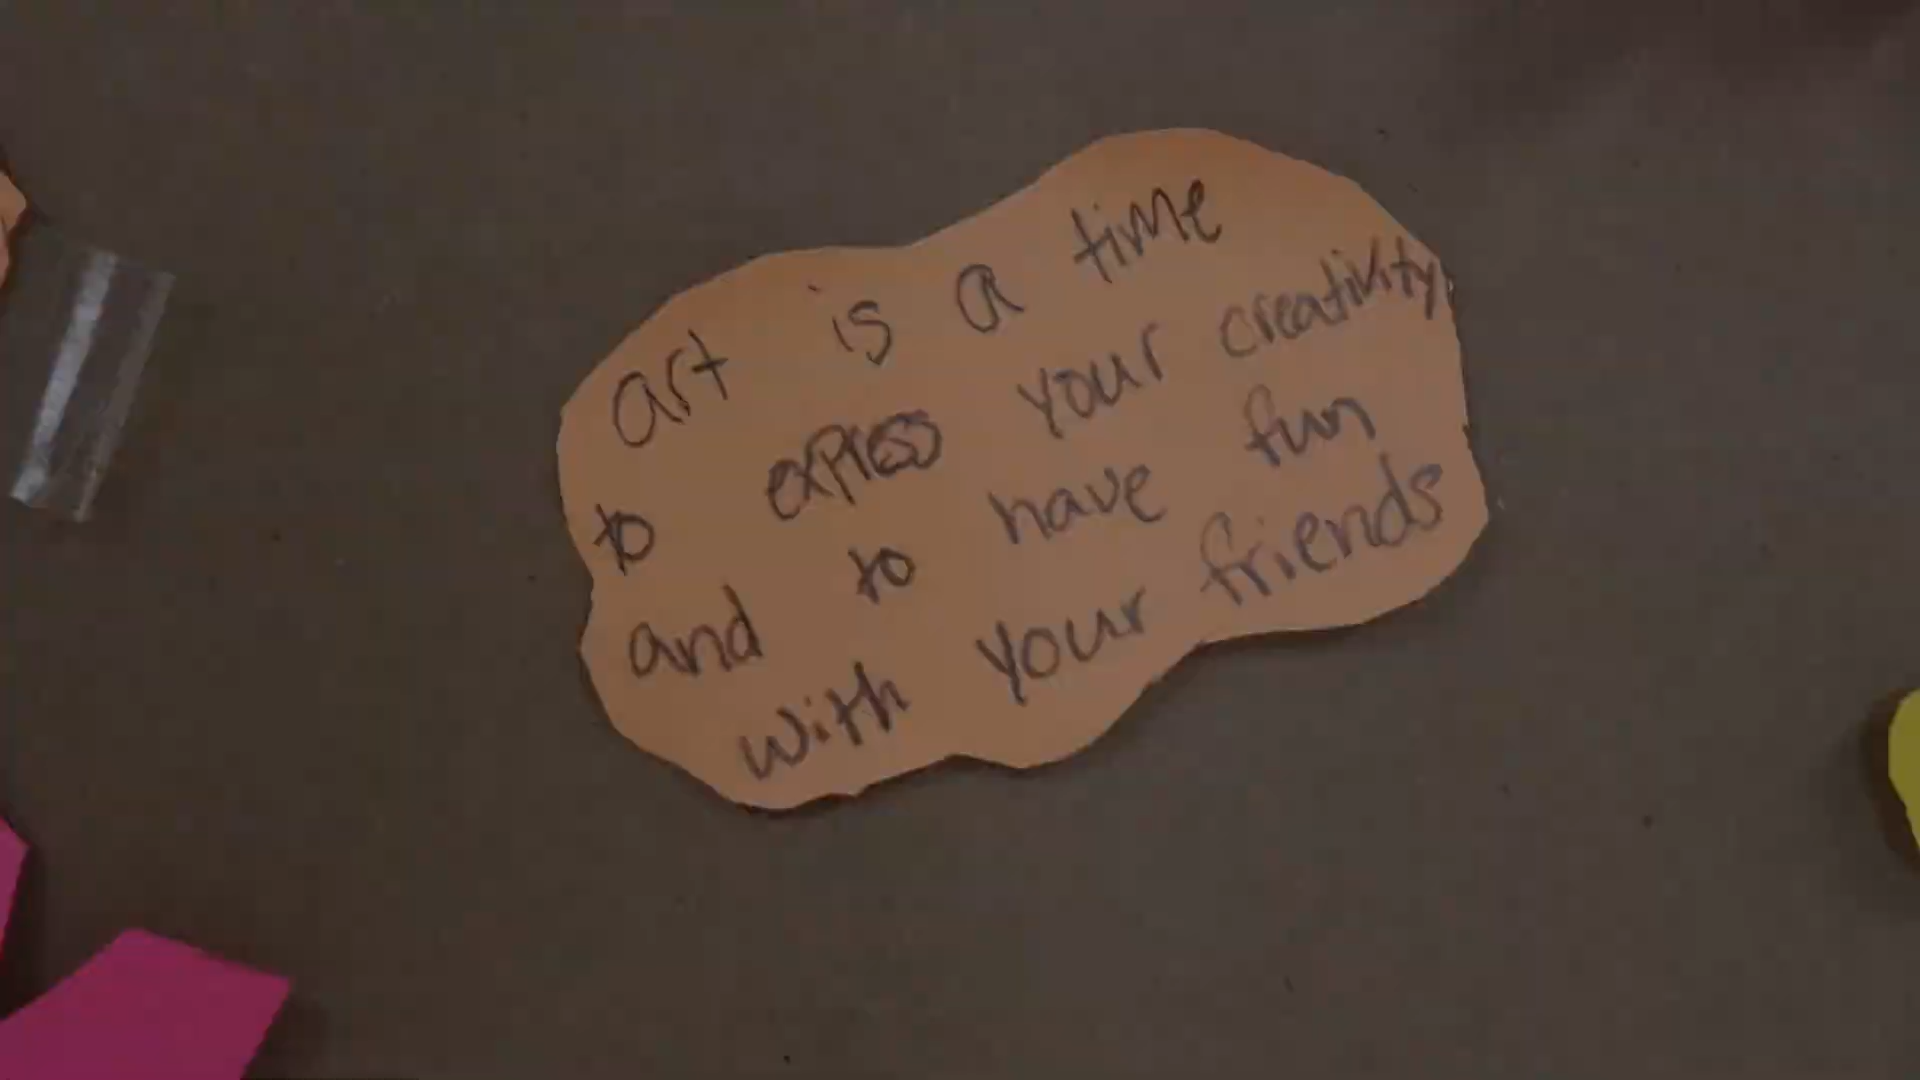 art is a time
to express your creativity
and to have fun
with your friends